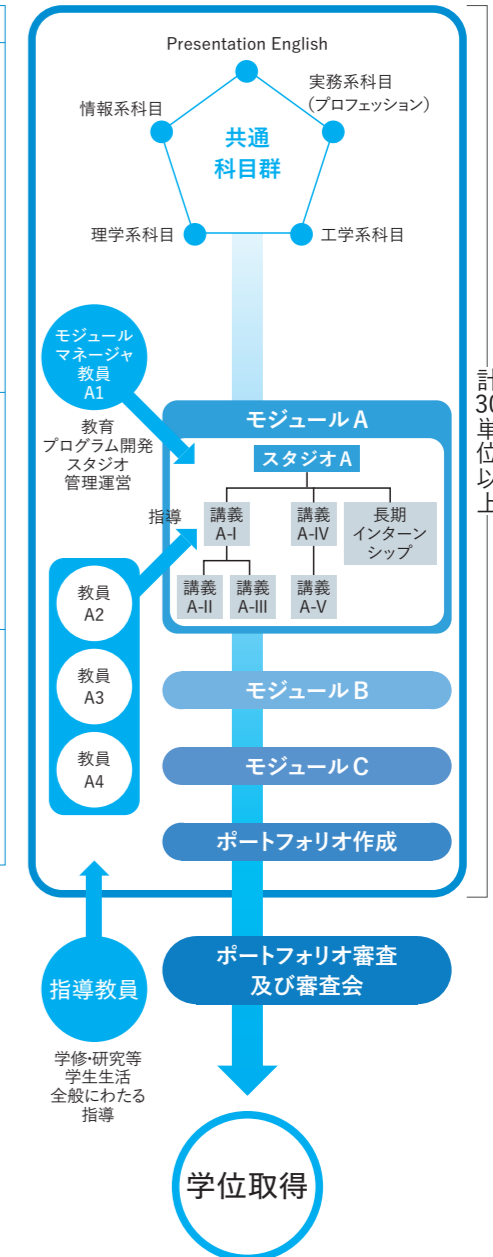 Presentation English
実務系科目
(プロフェッション)
情報系科目
共通
科目群
理学系科目
工学系科目
モジュール
マネージャ
教員
A1
教育
プログラム開発
スタジオ
管理運営
指導
モジュールA
スタジオA
講義
A-I
講義
A-IV
長期
インターン
シップ
講義
A-II
講義
A-III
講義
A-V
教員
A2
教員
A3
教員
A4
モジュールB
モジュールC
ポートフォリオ作成
計30単位以上
ポートフォリオ審査
及び審査会
指導教員
学修・研究等
学生生活
全般にわたる
指導
学位取得